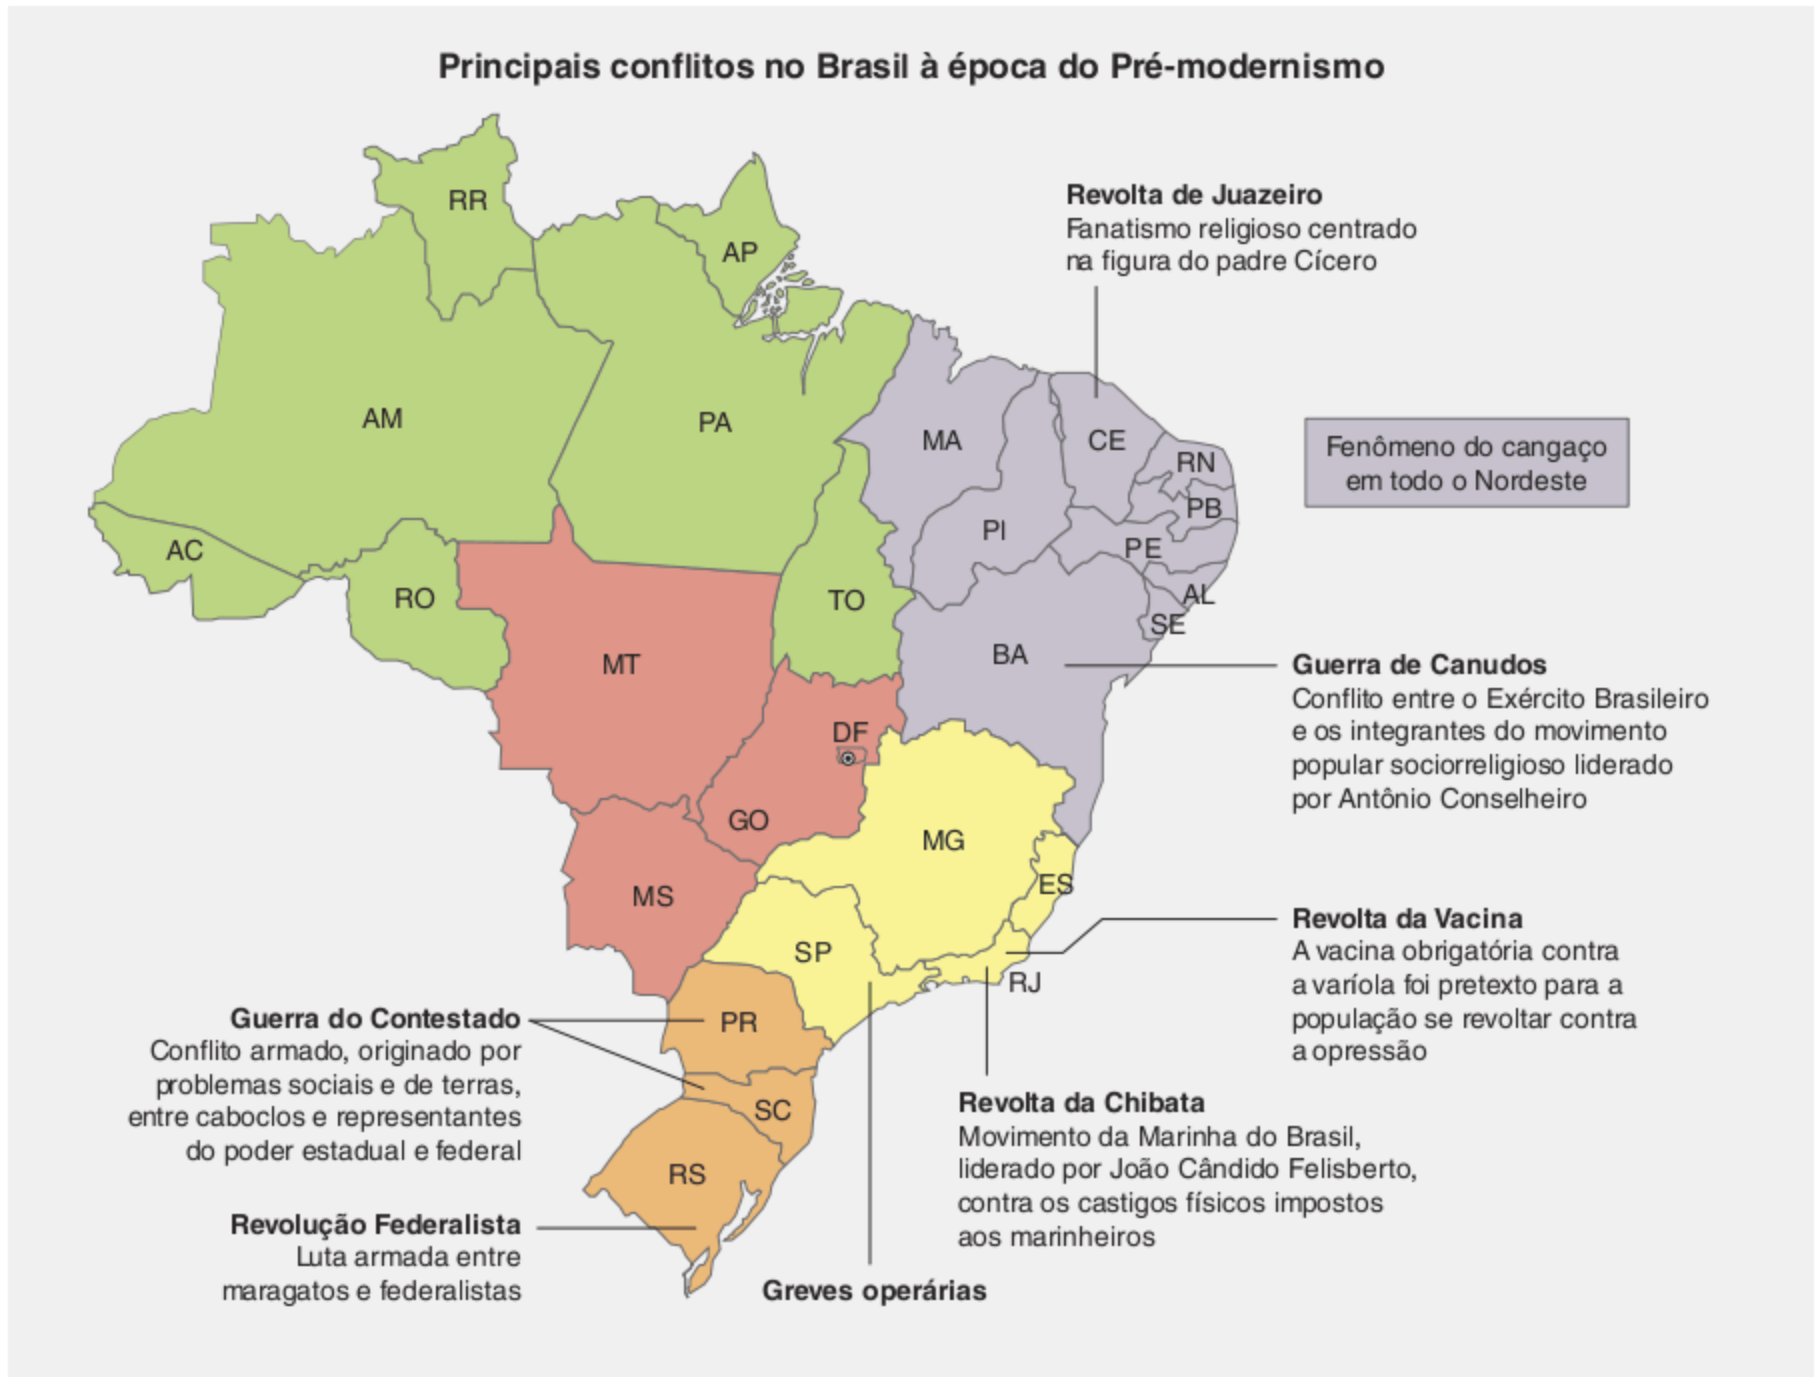 Principais conflitos no Brasil à época do Pré-modernismo
RR
AP
AM
PA
AC
RO
TO
MA
PI
CE
RN
PB
PE
AL
SE
BA
MT
DF
GO
MS
MG
ES
SP
RJ
PR
SC
RS
Revolta de Juazeiro
Fanatismo religioso centrado
na figura do padre Cícero
Fenômeno do cangaço
em todo o Nordeste
Guerra de Canudos
Conflito entre o Exército Brasileiro
e os integrantes do movimento
popular sociorreligioso liderado
por Antônio Conselheiro
Revolta da Vacina
A vacina obrigatória contra
a varíola foi pretexto para a
população se revoltar contra
a opressão
Revolta da Chibata
Movimento da Marinha do Brasil,
liderado por João Cândido Felisberto,
contra os castigos físicos impostos
aos marinheiros
Greves operárias
Guerra do Contestado
Conflito armado, originado por
problemas sociais e de terras,
entre caboclos e representantes
do poder estadual e federal
Revolução Federalista
Luta armada entre
maragatos e federalistas